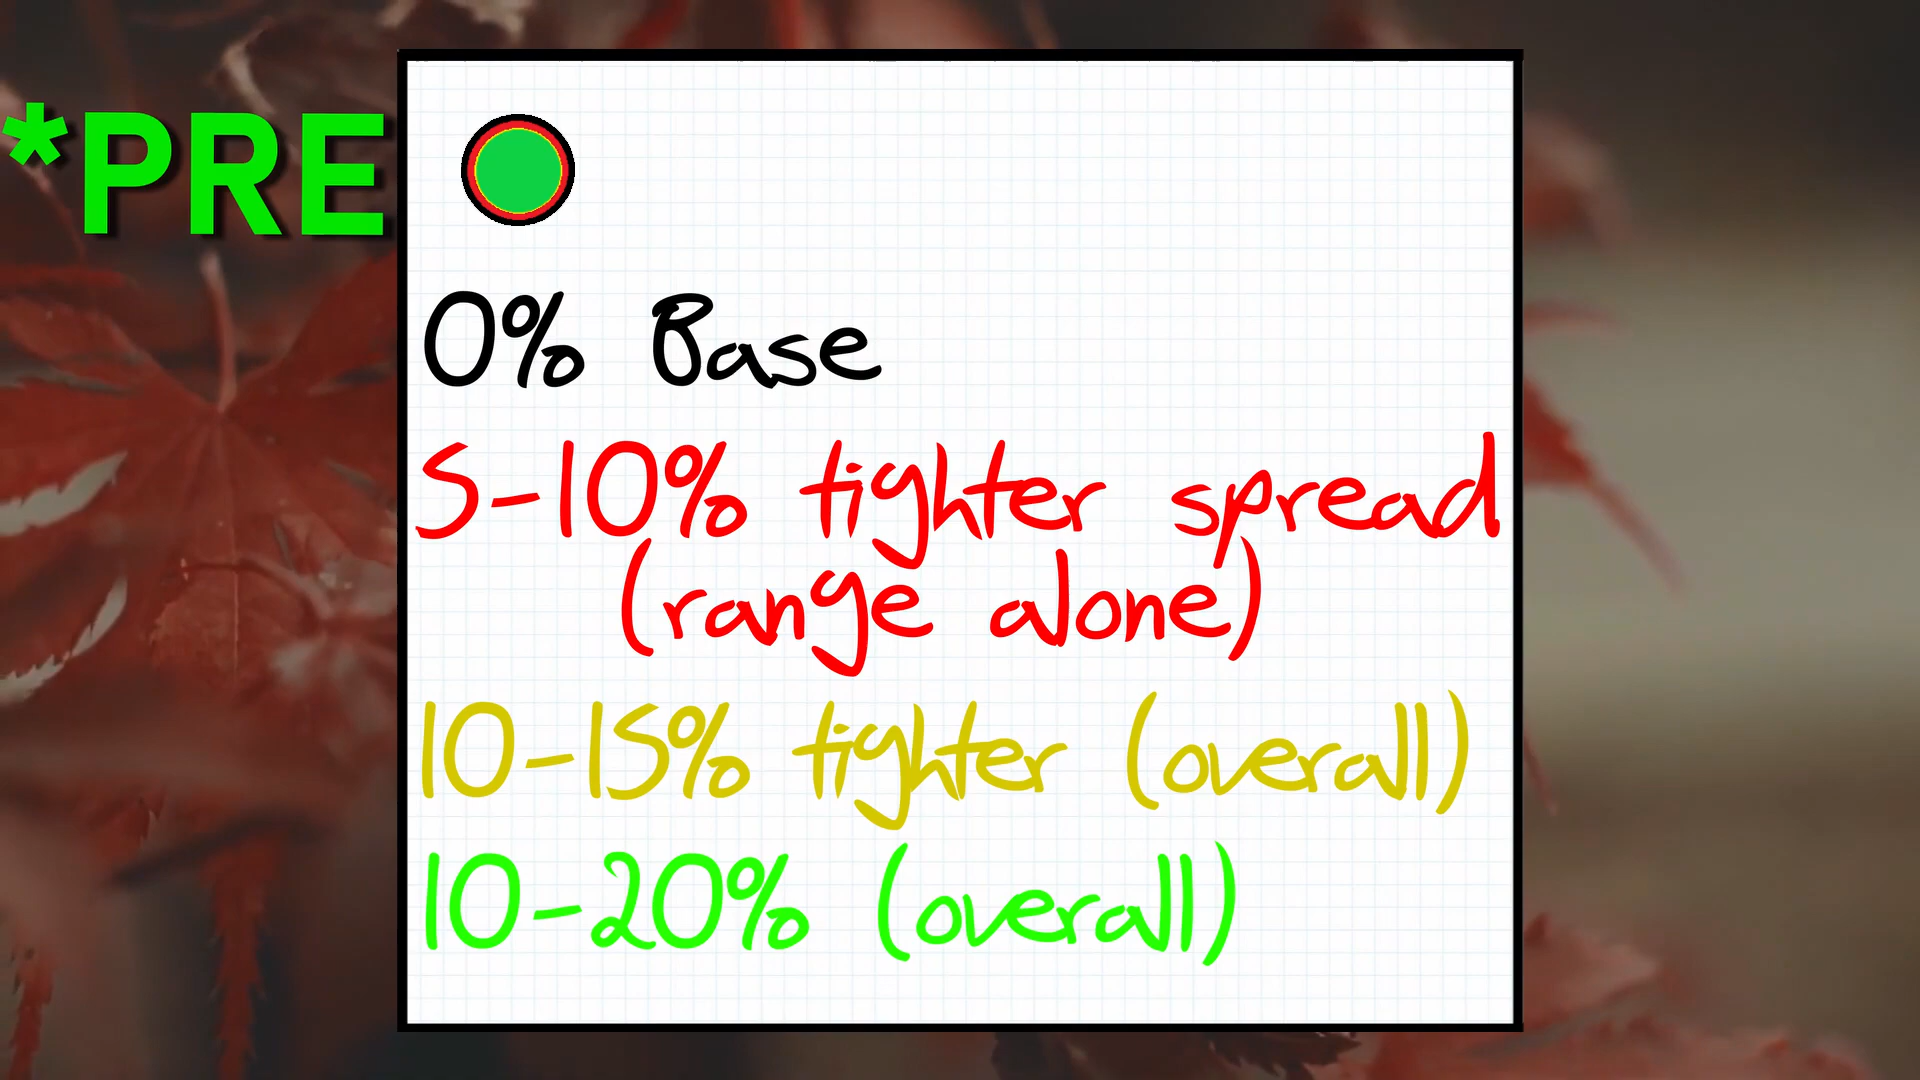 *PRE
0% Base
5-10% tighter spread
(range alone)
10-15% tighter (overall)
10-20% (overall)